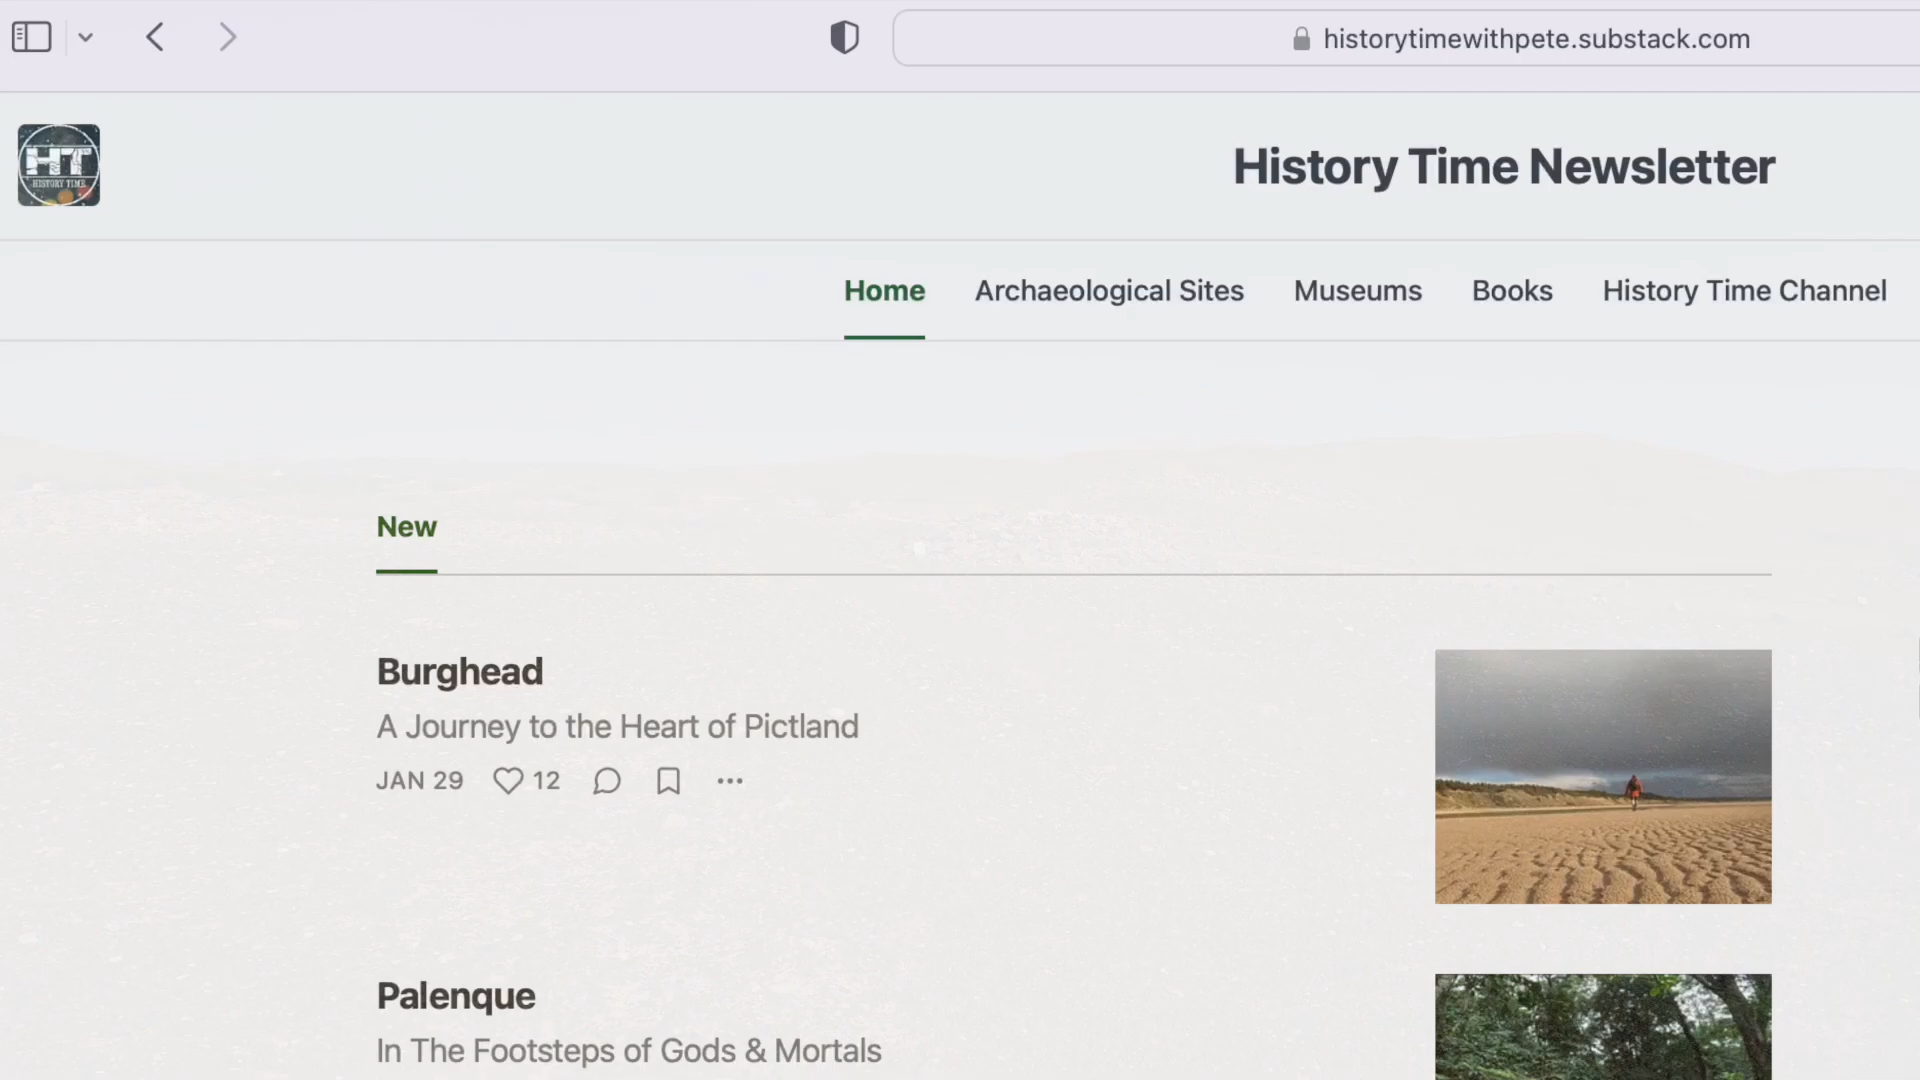 historytimewithpete.substack.com
HT
HISTORY TIME
History Time Newsletter
Home Archaeological Sites Museums Books History Time Channel
New
Burghead
A Journey to the Heart of Pictland
JAN 29 12
Palenque
In The Footsteps of Gods & Mortals